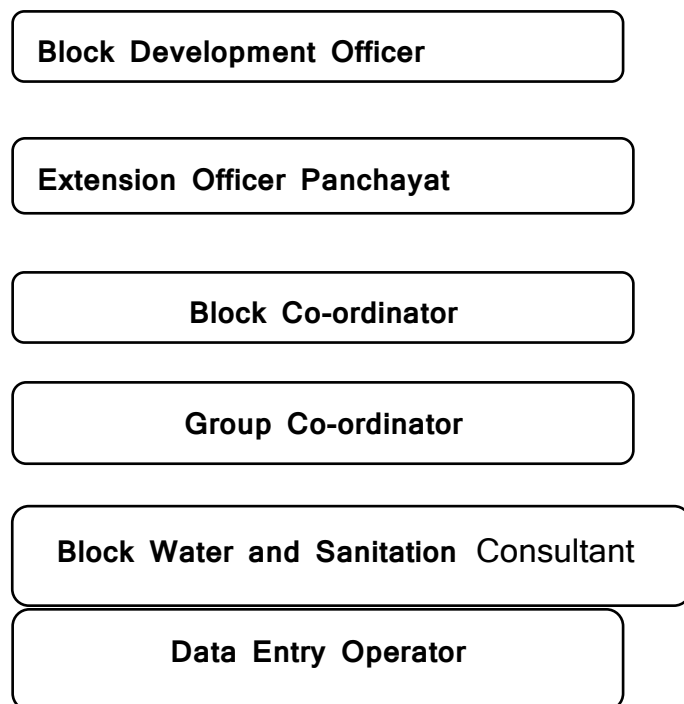 Block Development Officer
Extension Officer Panchayat
Block Co-ordinator
Group Co-ordinator
Block Water and Sanitation Consultant
Data Entry Operator